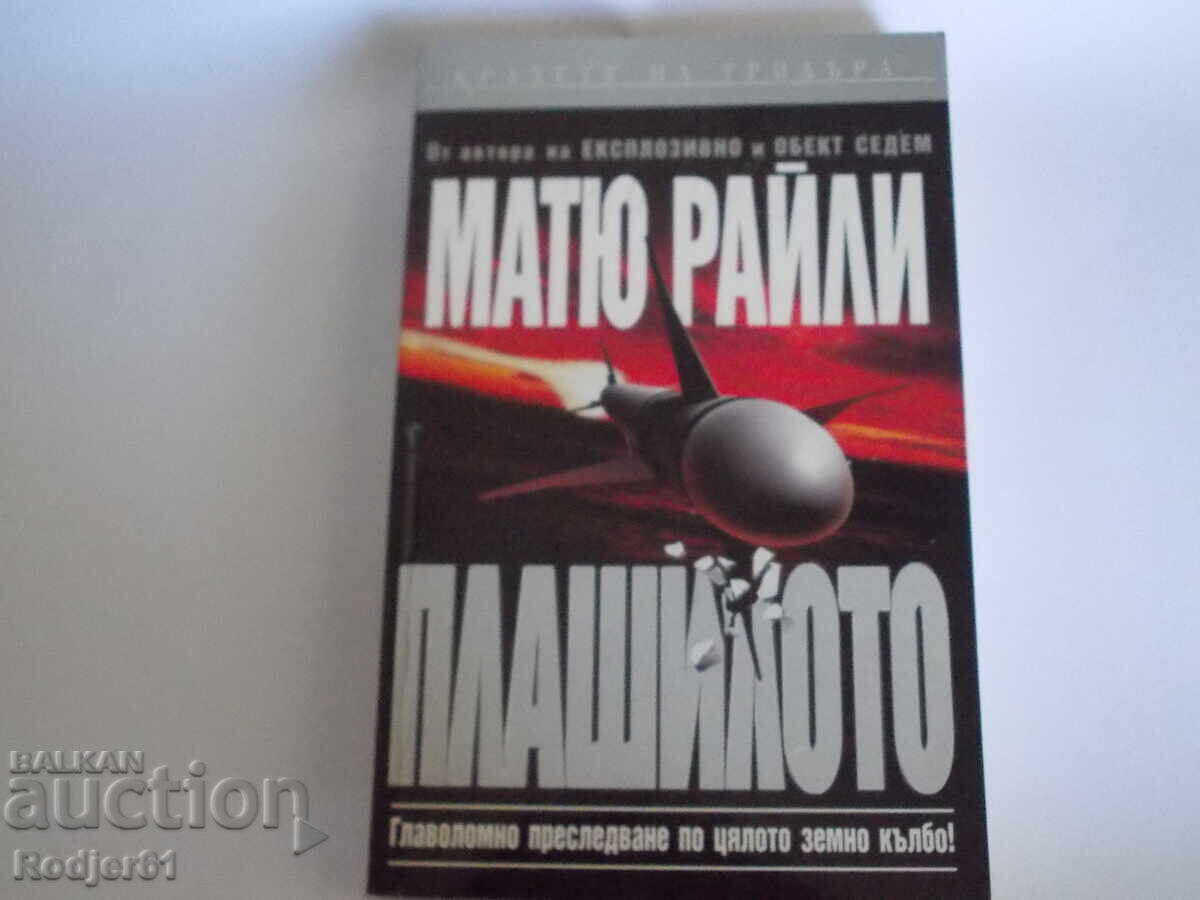 КРАЛЕТЕ НА ТРИЛЪРА
От автора на ЕКСПЛОЗИВНО и ОБЕКТ СЕДЕМ
МАТЮ РАЙЛИ
ПЛАШИЛОТО
Главоломно преследване по цялото земно кълбо!
BALKAN
auction
Rodjer61